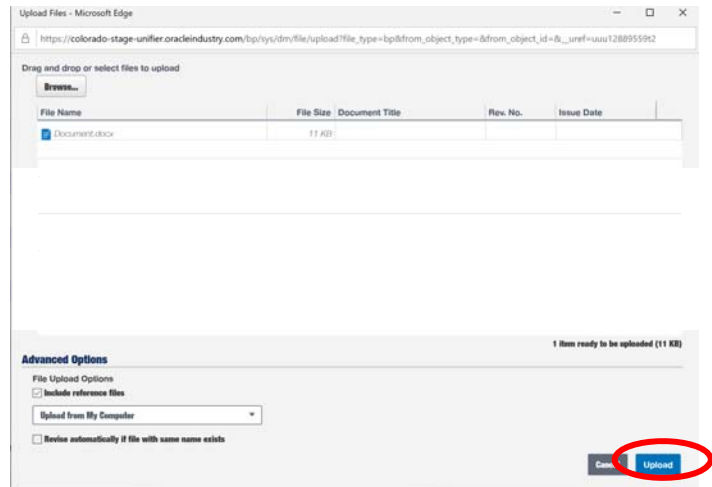 Upload Files - Microsoft Edge
https://colorado-stage-unifier.oracleindustry.com/bp/sys/dm/file/upload?file_type=bp&from_object_type=&from_object_id=&__uref=uuu12889559t2
Drag and drop or select files to upload
Browse...
File Name File Size Document Title Rev. No. Issue Date
Document.docx 11 KB
1 item ready to be uploaded (11 KB)
Advanced Options
File Upload Options
Include reference files
Upload from My Computer
Revise automatically if file with same name exists
Cancel Upload